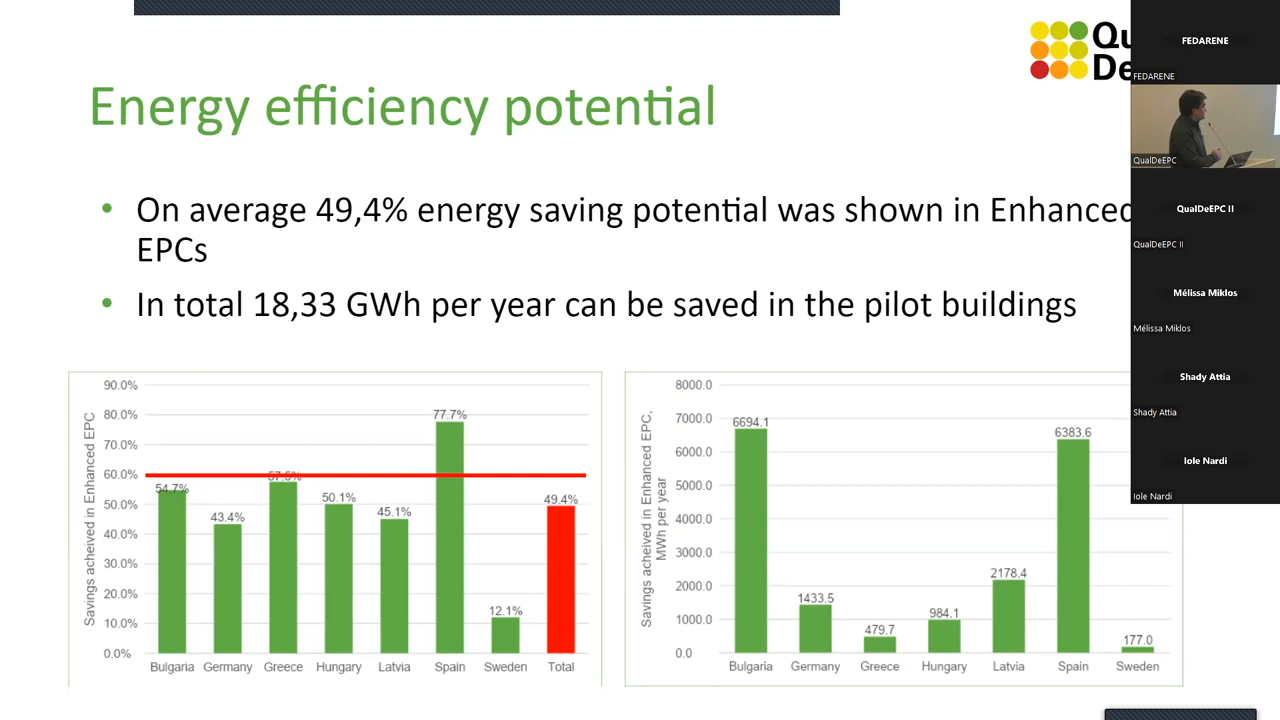 Qu
De
Energy efficiency potential
• On average 49,4% energy saving potential was shown in Enhanced
EPCs
• In total 18,33 GWh per year can be saved in the pilot buildings
Savings acheived in Enhanced EPC
90.0%
80.0%
70.0%
60.0%
50.0%
40.0%
30.0%
20.0%
10.0%
0.0%
54.7%
43.4%
57.5%
50.1%
45.1%
77.7%
12.1%
49.4%
Bulgaria Germany Greece Hungary Latvia Spain Sweden Total
Savings acheived in Enhanced EPC,
MWh per year
8000.0
7000.0
6000.0
5000.0
4000.0
3000.0
2000.0
1000.0
0.0
6694.1
1433.5
479.7
984.1
2178.4
6383.6
177.0
Bulgaria Germany Greece Hungary Latvia Spain Sweden
FEDARENE
FEDARENE
QualDeEPC
QualDeEPC II
QualDeEPC II
Mélissa Miklos
Mélissa Miklos
Shady Attia
Shady Attia
Iole Nardi
Iole Nardi